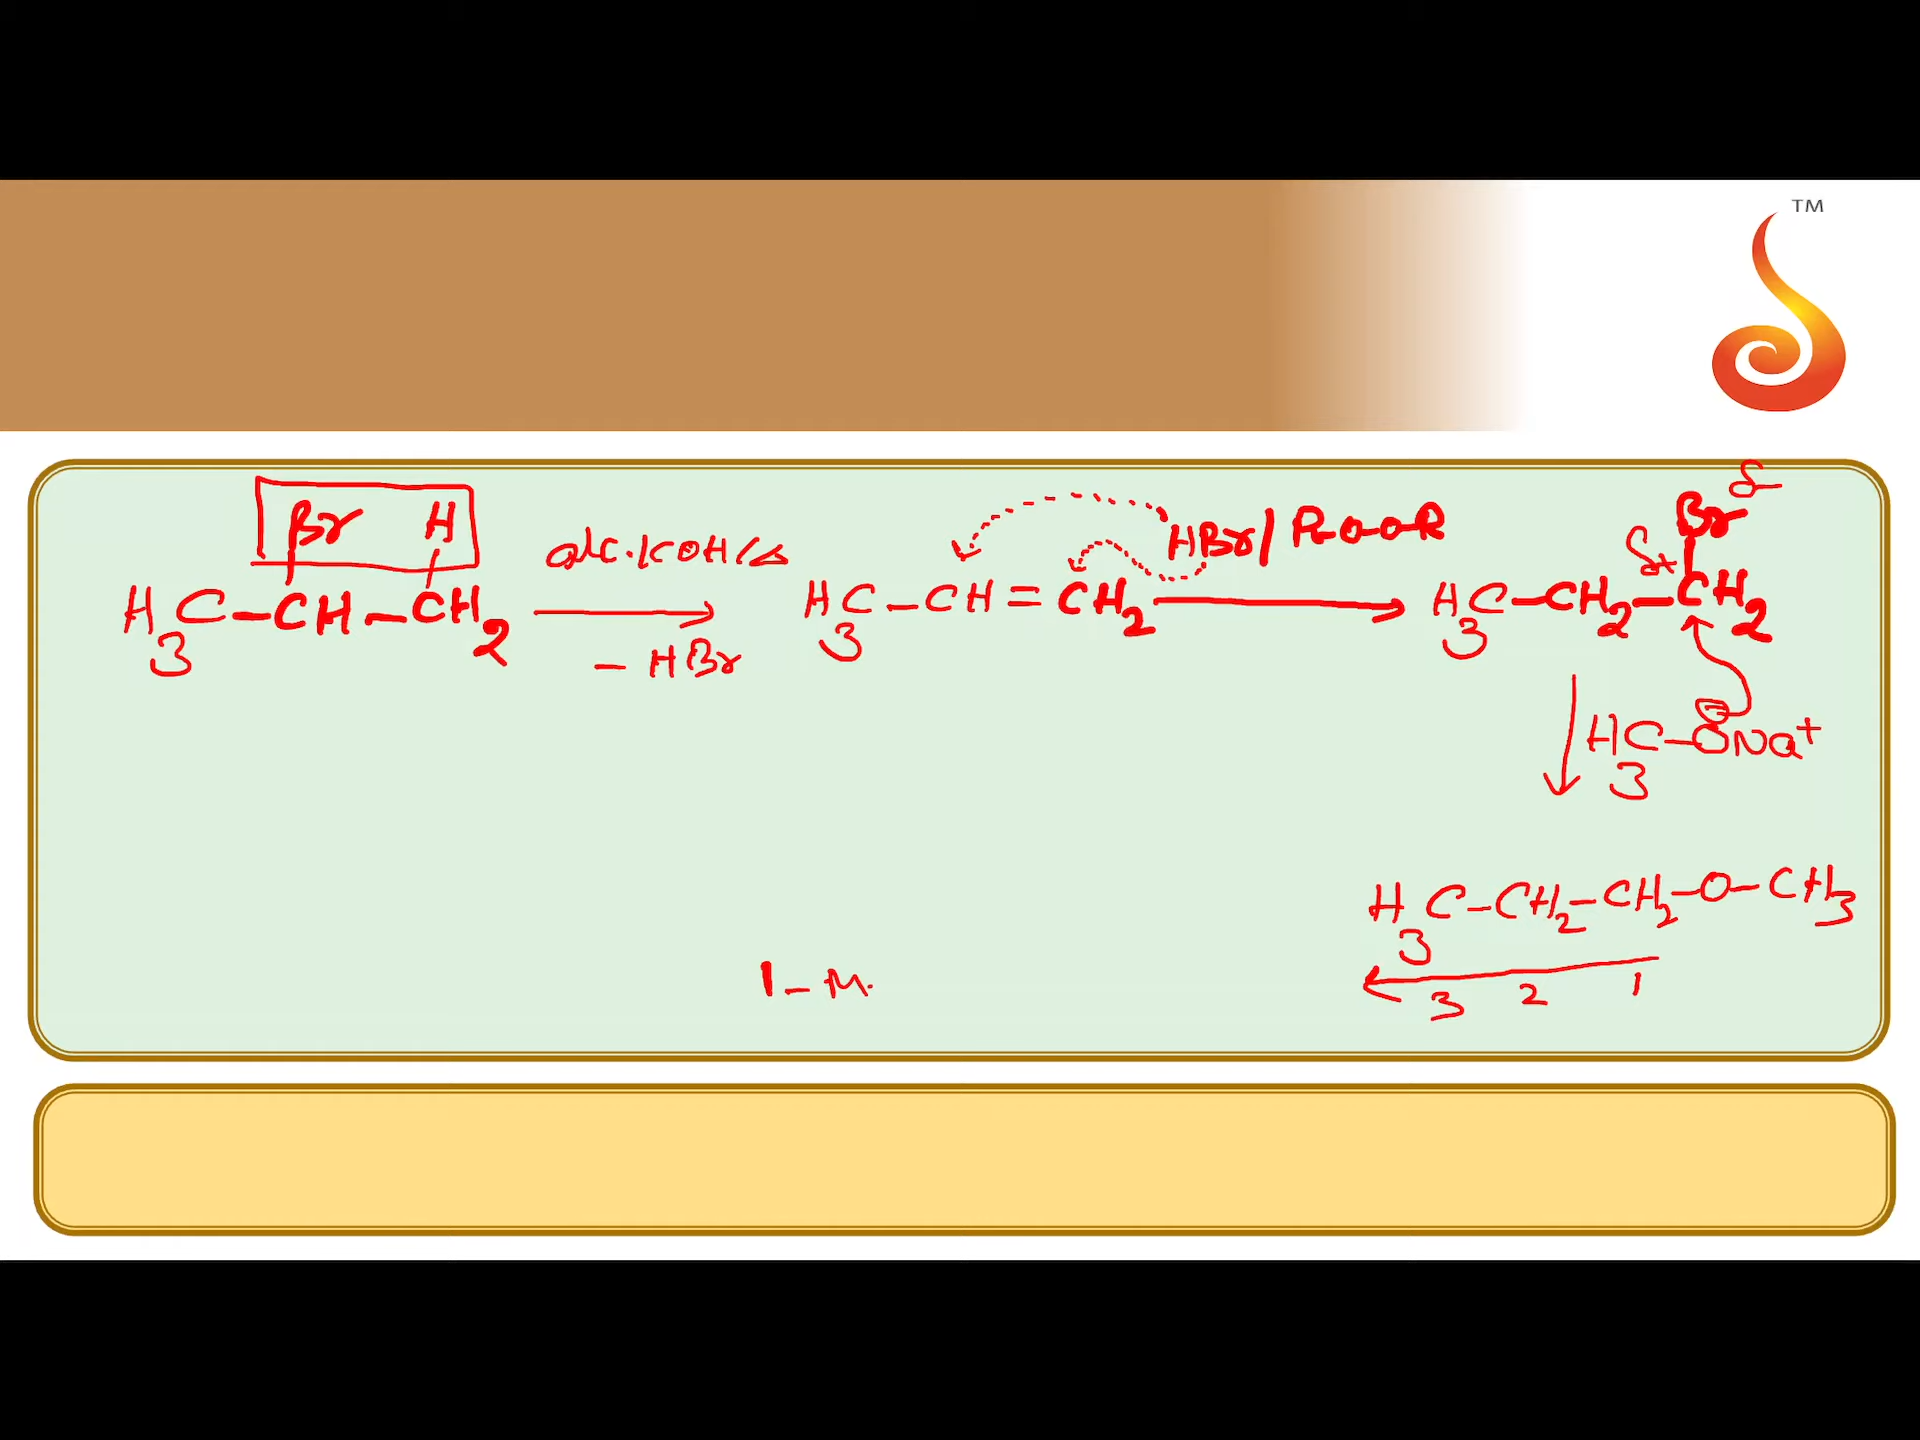 TM
Br H
H3C-CH-CH2
alc.KOH/Δ
-HBr
H3C-CH=CH2
HBr/R-O-O-R
H3C-CH2-CH2
Br
δ-
δ+
H3C-O⊖Na+
H3C-CH2-CH2-O-CH3
3 2 1
1-M.